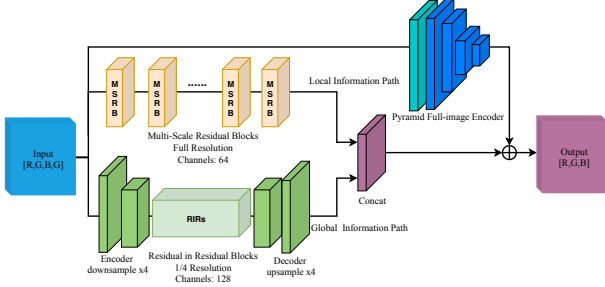 M
S
R
B
M
S
R
B
......
M
S
R
B
M
S
R
B
Local Information Path
Pyramid Full-image Encoder
Multi-Scale Residual Blocks
Full Resolution
Channels: 64
Input
[R,G,B,G]
Output
[R,G,B]
Concat
RIRs
Global Information Path
Encoder
downsample x4
Residual in Residual Blocks
1/4 Resolution
Channels: 128
Decoder
upsample x4